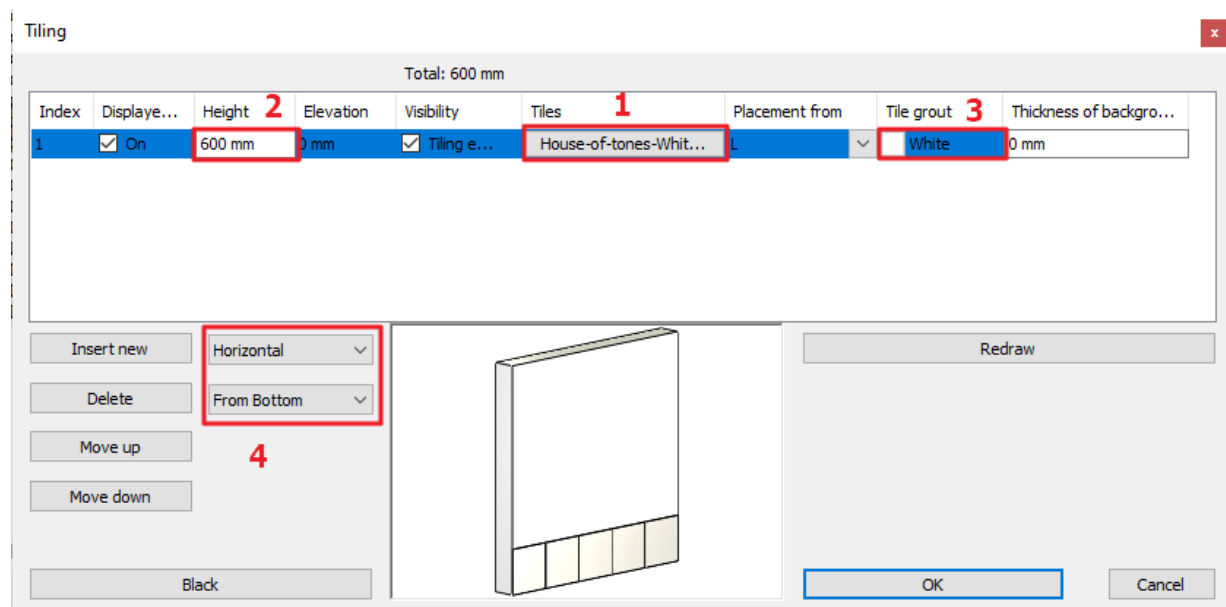 Tiling
x
Total: 600 mm
Index Displaye... Height 2 Elevation Visibility Tiles 1 Placement from Tile grout 3 Thickness of backgro...
1 On 600 mm 0 mm Tiling e... House-of-tones-Whit... L White 0 mm
Insert new Horizontal Redraw
Delete From Bottom
Move up 4
Move down
Black OK Cancel